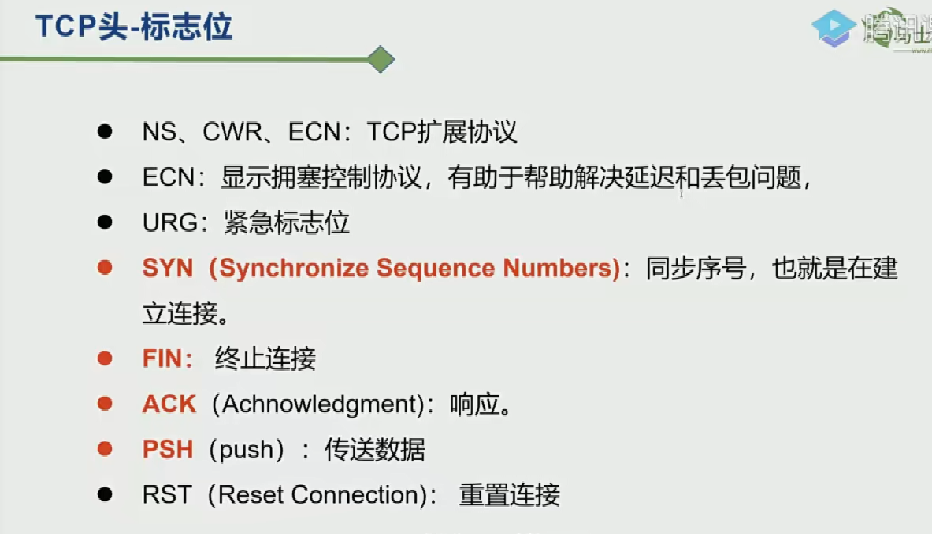 TCP头-标志位
腾讯课
NS、CWR、ECN：TCP扩展协议
ECN：显示拥塞控制协议，有助于帮助解决延迟和丢包问题，
URG：紧急标志位
SYN（Synchronize Sequence Numbers)：同步序号，也就是在建
立连接。
FIN： 终止连接
ACK（Achnowledgment)：响应。
PSH（push）：传送数据
RST（Reset Connection)： 重置连接